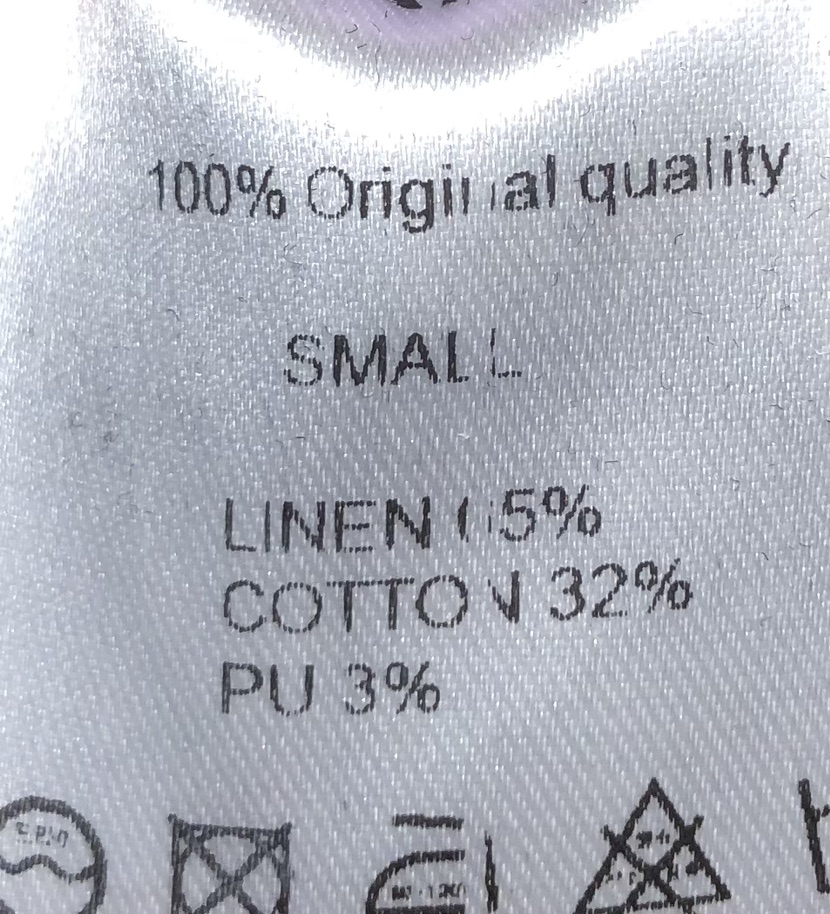 100% Original quality
SMALL
LINEN 65%
COTTON 32%
PU 3%